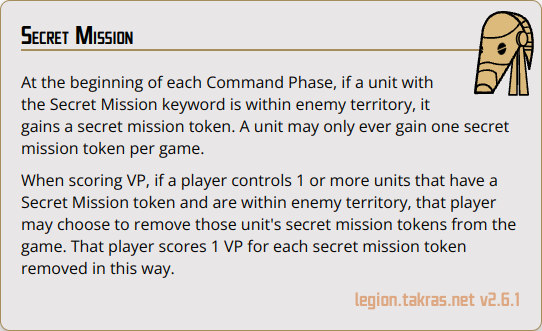 Secret Mission
At the beginning of each Command Phase, if a unit with
the Secret Mission keyword is within enemy territory, it
gains a secret mission token. A unit may only ever gain one secret
mission token per game.
When scoring VP, if a player controls 1 or more units that have a
Secret Mission token and are within enemy territory, that player
may choose to remove those unit's secret mission tokens from the
game. That player scores 1 VP for each secret mission token
removed in this way.
legion.takras.net v2.6.1